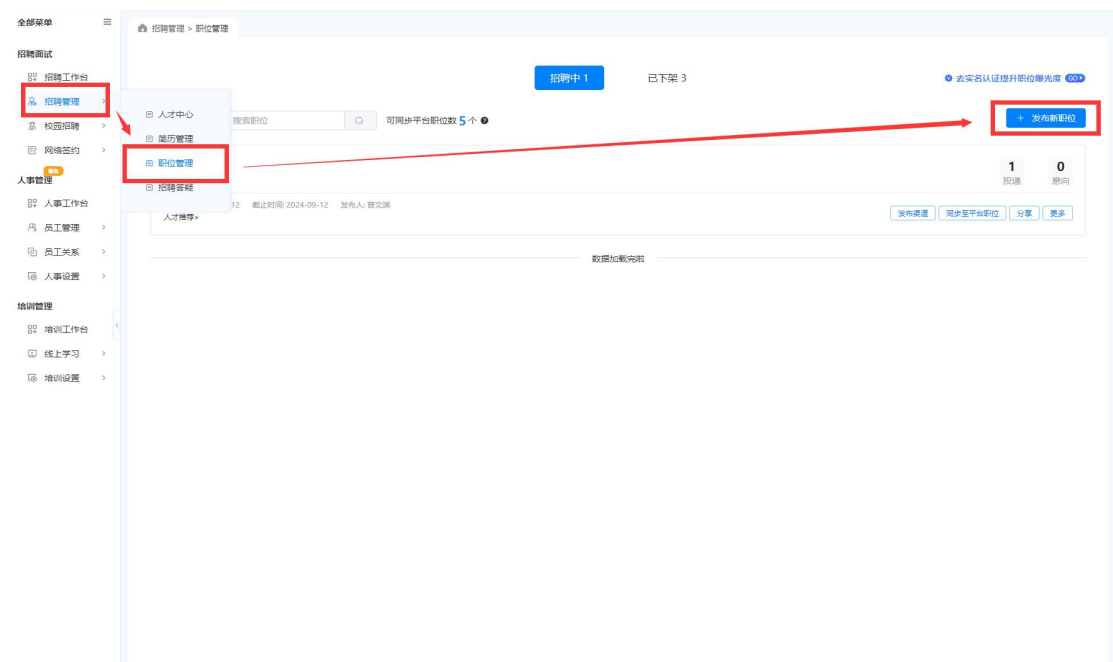 全部菜单
招聘管理 > 职位管理
招聘面试
招聘工作台
招聘中 1
已下架 3
去实名认证提升职位曝光度 GO
招聘管理
人才中心
搜索职位
可同步平台职位数 5 个
+ 发布新职位
校园招聘
简历管理
网络签约
职位管理
1
0
投递
意向
人事管理
招聘答疑
人事工作台
12 截止时间: 2024-09-12 发布人: 曾文渊
人才推荐>
发布渠道
同步至平台职位
分享
更多
员工管理
员工关系
数据加载完啦
人事设置
培训管理
培训工作台
线上学习
培训设置